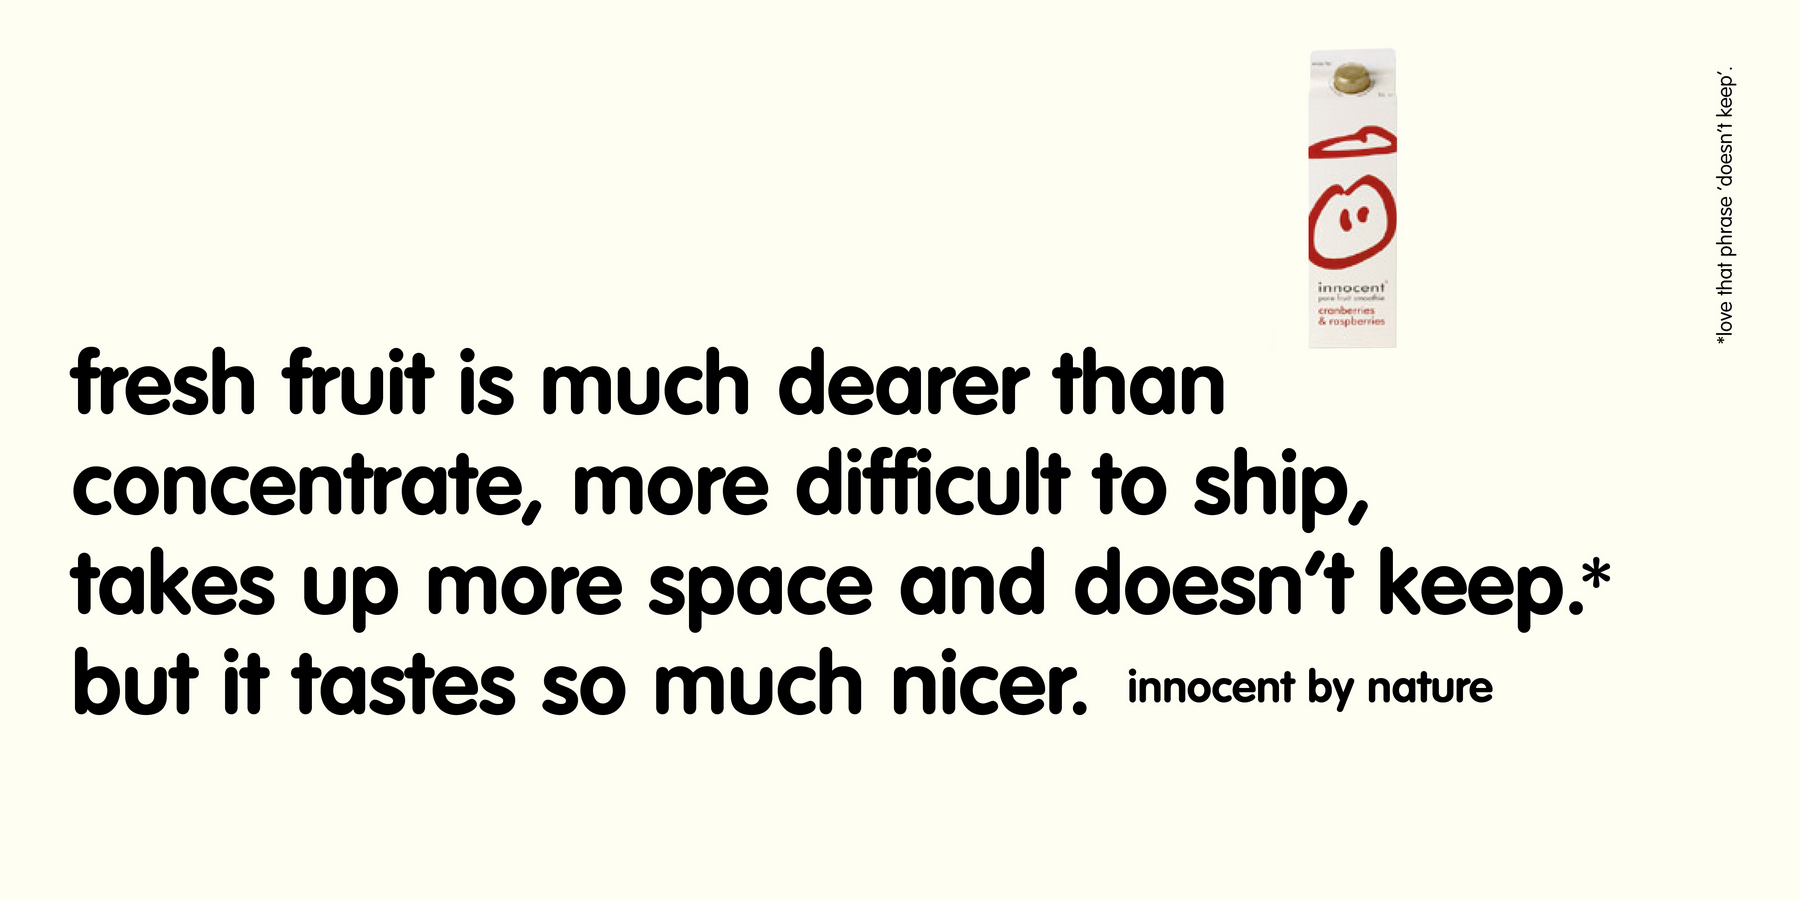 innocent
pure fruit smoothie
cranberries
& raspberries
*love that phrase ‘doesn’t keep’.
fresh fruit is much dearer than
concentrate, more difficult to ship,
takes up more space and doesn’t keep.*
but it tastes so much nicer. innocent by nature